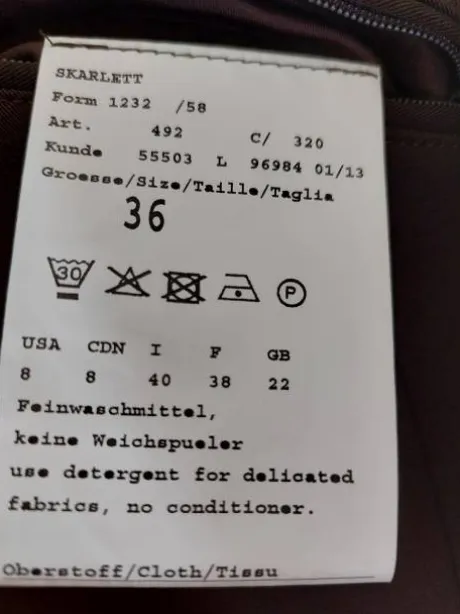 SKARLETT
Form 1232 /58
Art. 492 C/ 320
Kunde 55503 L 96984 01/13
Groesse/Size/Taille/Taglia
36
30 P
USA CDN I F GB
8 8 40 38 22
Feinwaschmittel,
keine Weichspueler
use detergent for delicated
fabrics, no conditioner.
Oberstoff/Cloth/Tissu